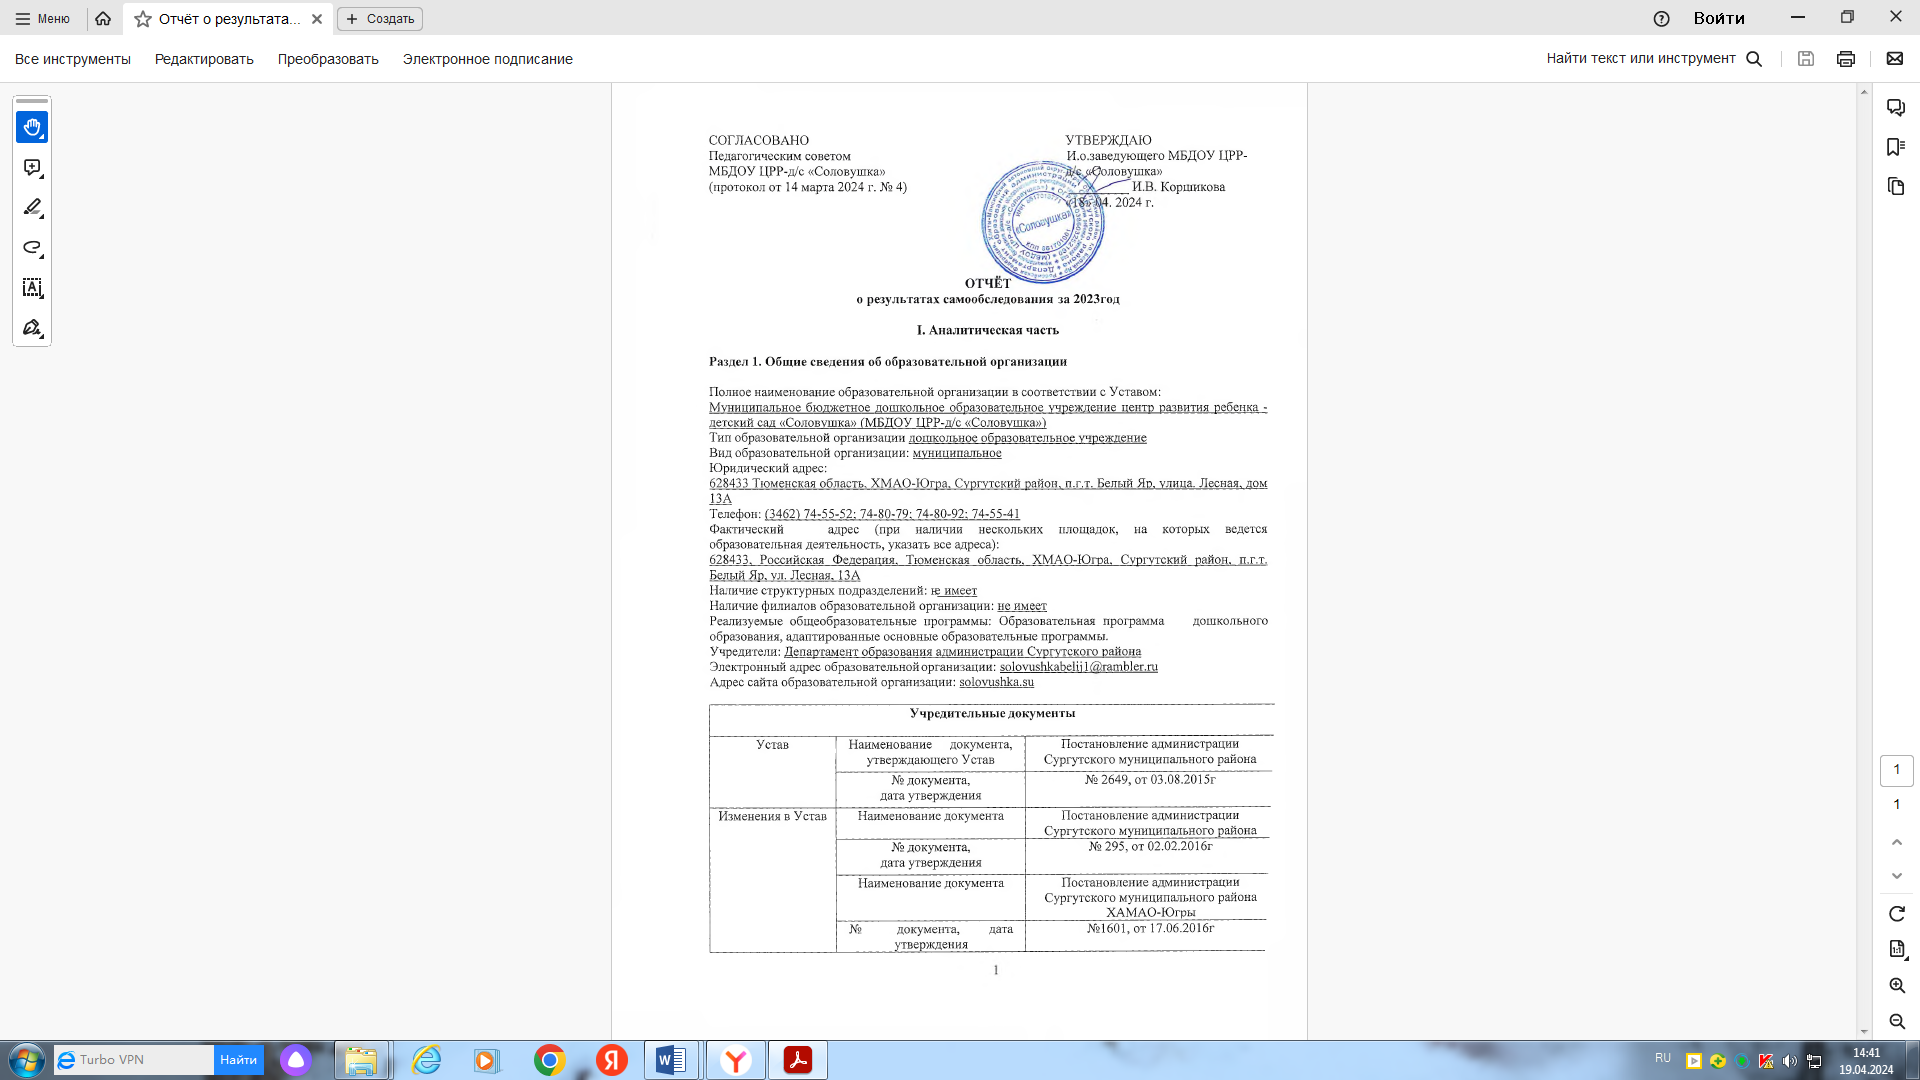 Меню
Отчёт о результата...
Создать
Войти
Все инструменты
Редактировать
Преобразовать
Электронное подписание
Найти текст или инструмент
СОГЛАСОВАНО
Педагогическим советом
МБДОУ ЦРР-д/с «Соловушка»
(протокол от 14 марта 2024 г. № 4)
УТВЕРЖДАЮ
И.о.заведующего МБДОУ ЦРР-
д/с «Соловушка»
И.В. Коршикова
«18» 04. 2024 г.
«Соловушка»
ОТЧЁТ
о результатах самообследования за 2023год
I. Аналитическая часть
Раздел 1. Общие сведения об образовательной организации
Полное наименование образовательной организации в соответствии с Уставом:
Муниципальное бюджетное дошкольное образовательное учреждение центр развития ребенка -
детский сад «Соловушка» (МБДОУ ЦРР-д/с «Соловушка»)
Тип образовательной организации дошкольное образовательное учреждение
Вид образовательной организации: муниципальное
Юридический адрес:
628433 Тюменская область, ХМАО-Югра, Сургутский район, п.г.т. Белый Яр, улица. Лесная, дом
13А
Телефон: (3462) 74-55-52; 74-80-79; 74-80-92; 74-55-41
Фактический адрес (при наличии нескольких площадок, на которых ведется
образовательная деятельность, указать все адреса):
628433, Российская Федерация, Тюменская область, ХМАО-Югра, Сургутский район, п.г.т.
Белый Яр, ул. Лесная, 13А
Наличие структурных подразделений: не имеет
Наличие филиалов образовательной организации: не имеет
Реализуемые общеобразовательные программы: Образовательная программа дошкольного
образования, адаптированные основные образовательные программы.
Учредители: Департамент образования администрации Сургутского района
Электронный адрес образовательной организации: solovushkabelij1@rambler.ru
Адрес сайта образовательной организации: solovushka.su
Учредительные документы
Устав
Наименование документа,
утверждающего Устав
Постановление администрации
Сургутского муниципального района
№ документа,
дата утверждения
№ 2649, от 03.08.2015г
Изменения в Устав
Наименование документа
Постановление администрации
Сургутского муниципального района
№ документа,
дата утверждения
№ 295, от 02.02.2016г
Наименование документа
Постановление администрации
Сургутского муниципального района
ХАМАО-Югры
№ документа, дата
утверждения
№1601, от 17.06.2016г
1
1
1
Turbo VPN
Найти
RU
14:41
19.04.2024